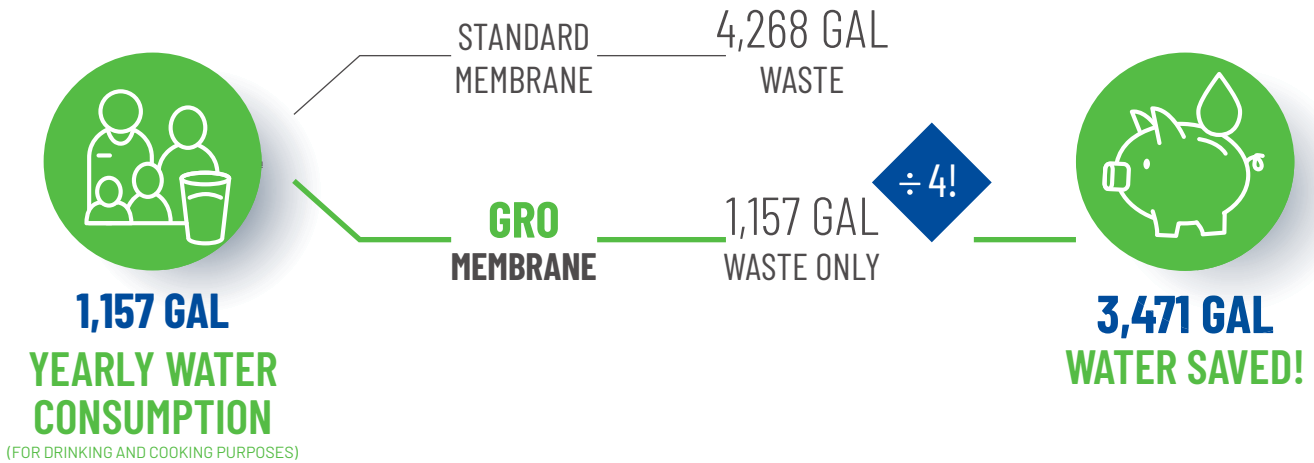 STANDARD
MEMBRANE
4,268 GAL
WASTE
GRO
MEMBRANE
1,157 GAL
WASTE ONLY
÷ 4!
1,157 GAL
YEARLY WATER
CONSUMPTION
(FOR DRINKING AND COOKING PURPOSES)
3,471 GAL
WATER SAVED!